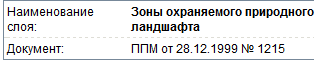 Наименование слоя: Зоны охраняемого природного ландшафта
Документ: ППМ от 28.12.1999 № 1215